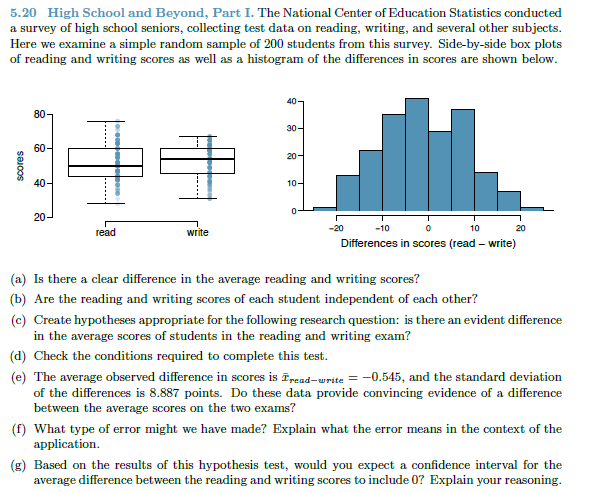 5.20 High School and Beyond, Part I. The National Center of Education Statistics conducted
a survey of high school seniors, collecting test data on reading, writing, and several other subjects.
Here we examine a simple random sample of 200 students from this survey. Side-by-side box plots
of reading and writing scores as well as a histogram of the differences in scores are shown below.
80
60
40
20
scores
read write
40
30
20
10
0
-20 -10 0 10 20
Differences in scores (read – write)
(a) Is there a clear difference in the average reading and writing scores?
(b) Are the reading and writing scores of each student independent of each other?
(c) Create hypotheses appropriate for the following research question: is there an evident difference
in the average scores of students in the reading and writing exam?
(d) Check the conditions required to complete this test.
(e) The average observed difference in scores is x̄read−write = −0.545, and the standard deviation
of the differences is 8.887 points. Do these data provide convincing evidence of a difference
between the average scores on the two exams?
(f) What type of error might we have made? Explain what the error means in the context of the
application.
(g) Based on the results of this hypothesis test, would you expect a confidence interval for the
average difference between the reading and writing scores to include 0? Explain your reasoning.